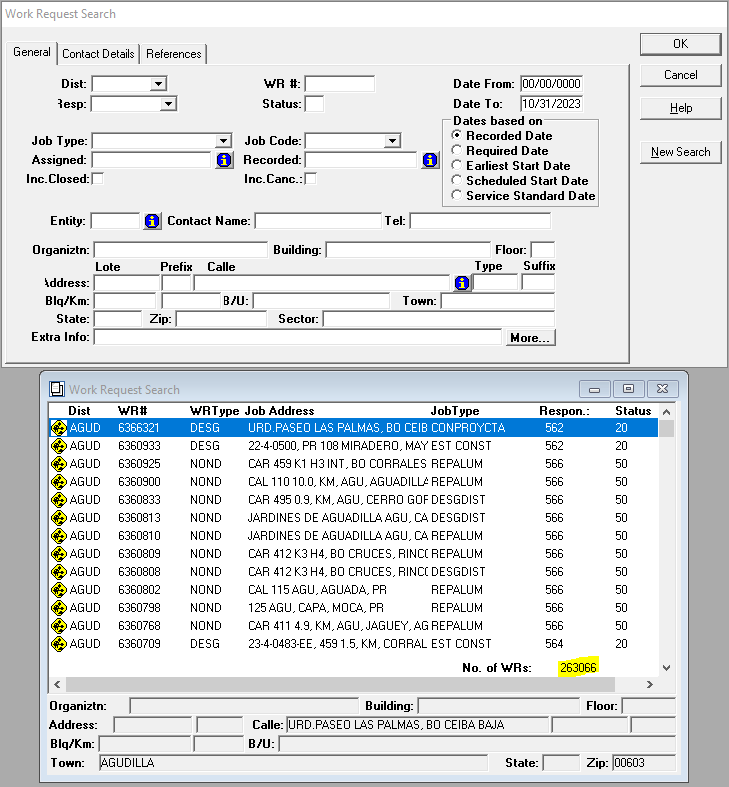 Work Request Search
General Contact Details References
OK
Cancel
Help
New Search
Dist: WR #: Date From: 00/00/0000
Resp: Status: Date To: 10/31/2023
Dates based on
Recorded Date
Required Date
Earliest Start Date
Scheduled Start Date
Service Standard Date
Job Type: Job Code:
Assigned: Recorded:
Inc.Closed: Inc.Canc.:
Entity: Contact Name: Tel:
Organiztn: Building: Floor:
Lote Prefix Calle Type Suffix
Address:
Blq/Km: B/U: Town:
State: Zip: Sector:
Extra Info: More...
Work Request Search
Dist WR# WRType Job Address JobType Respon.: Status
AGUD 6366321 DESG URD.PASEO LAS PALMAS, BO CEIB CONPROYCTA 562 20
AGUD 6360933 DESG 22-4-0500, PR 108 MIRADERO, MAY EST CONST 562 20
AGUD 6360925 NOND CAR 459 K1 H3 INT, BO CORRALES REPALUM 566 50
AGUD 6360900 NOND CAL 110 10.0, KM, AGU, AGUADILLA REPALUM 566 50
AGUD 6360833 NOND CAR 495 0.9, KM, AGU, CERRO GOR DESGDIST 566 50
AGUD 6360813 NOND JARDINES DE AGUADILLA AGU, CA DESGDIST 566 50
AGUD 6360810 NOND JARDINES DE AGUADILLA AGU, CA REPALUM 566 50
AGUD 6360809 NOND CAR 412 K3 H4, BO CRUCES, RINCO REPALUM 566 50
AGUD 6360808 NOND CAR 412 K3 H4, BO CRUCES, RINCO DESGDIST 566 50
AGUD 6360802 NOND CAL 115 AGU, AGUADA, PR REPALUM 566 50
AGUD 6360798 NOND 125 AGU, CAPA, MOCA, PR REPALUM 566 50
AGUD 6360768 NOND CAR 411 4.9, KM, AGU, JAGUEY, AG REPALUM 566 50
AGUD 6360709 DESG 23-4-0483-EE, 459 1.5, KM, CORRAL EST CONST 564 20
No. of WRs: 263066
Organiztn: Building: Floor:
Address: Calle: URD.PASEO LAS PALMAS, BO CEIBA BAJA
Blq/Km: B/U:
Town: AGUDILLA State: Zip: 00603